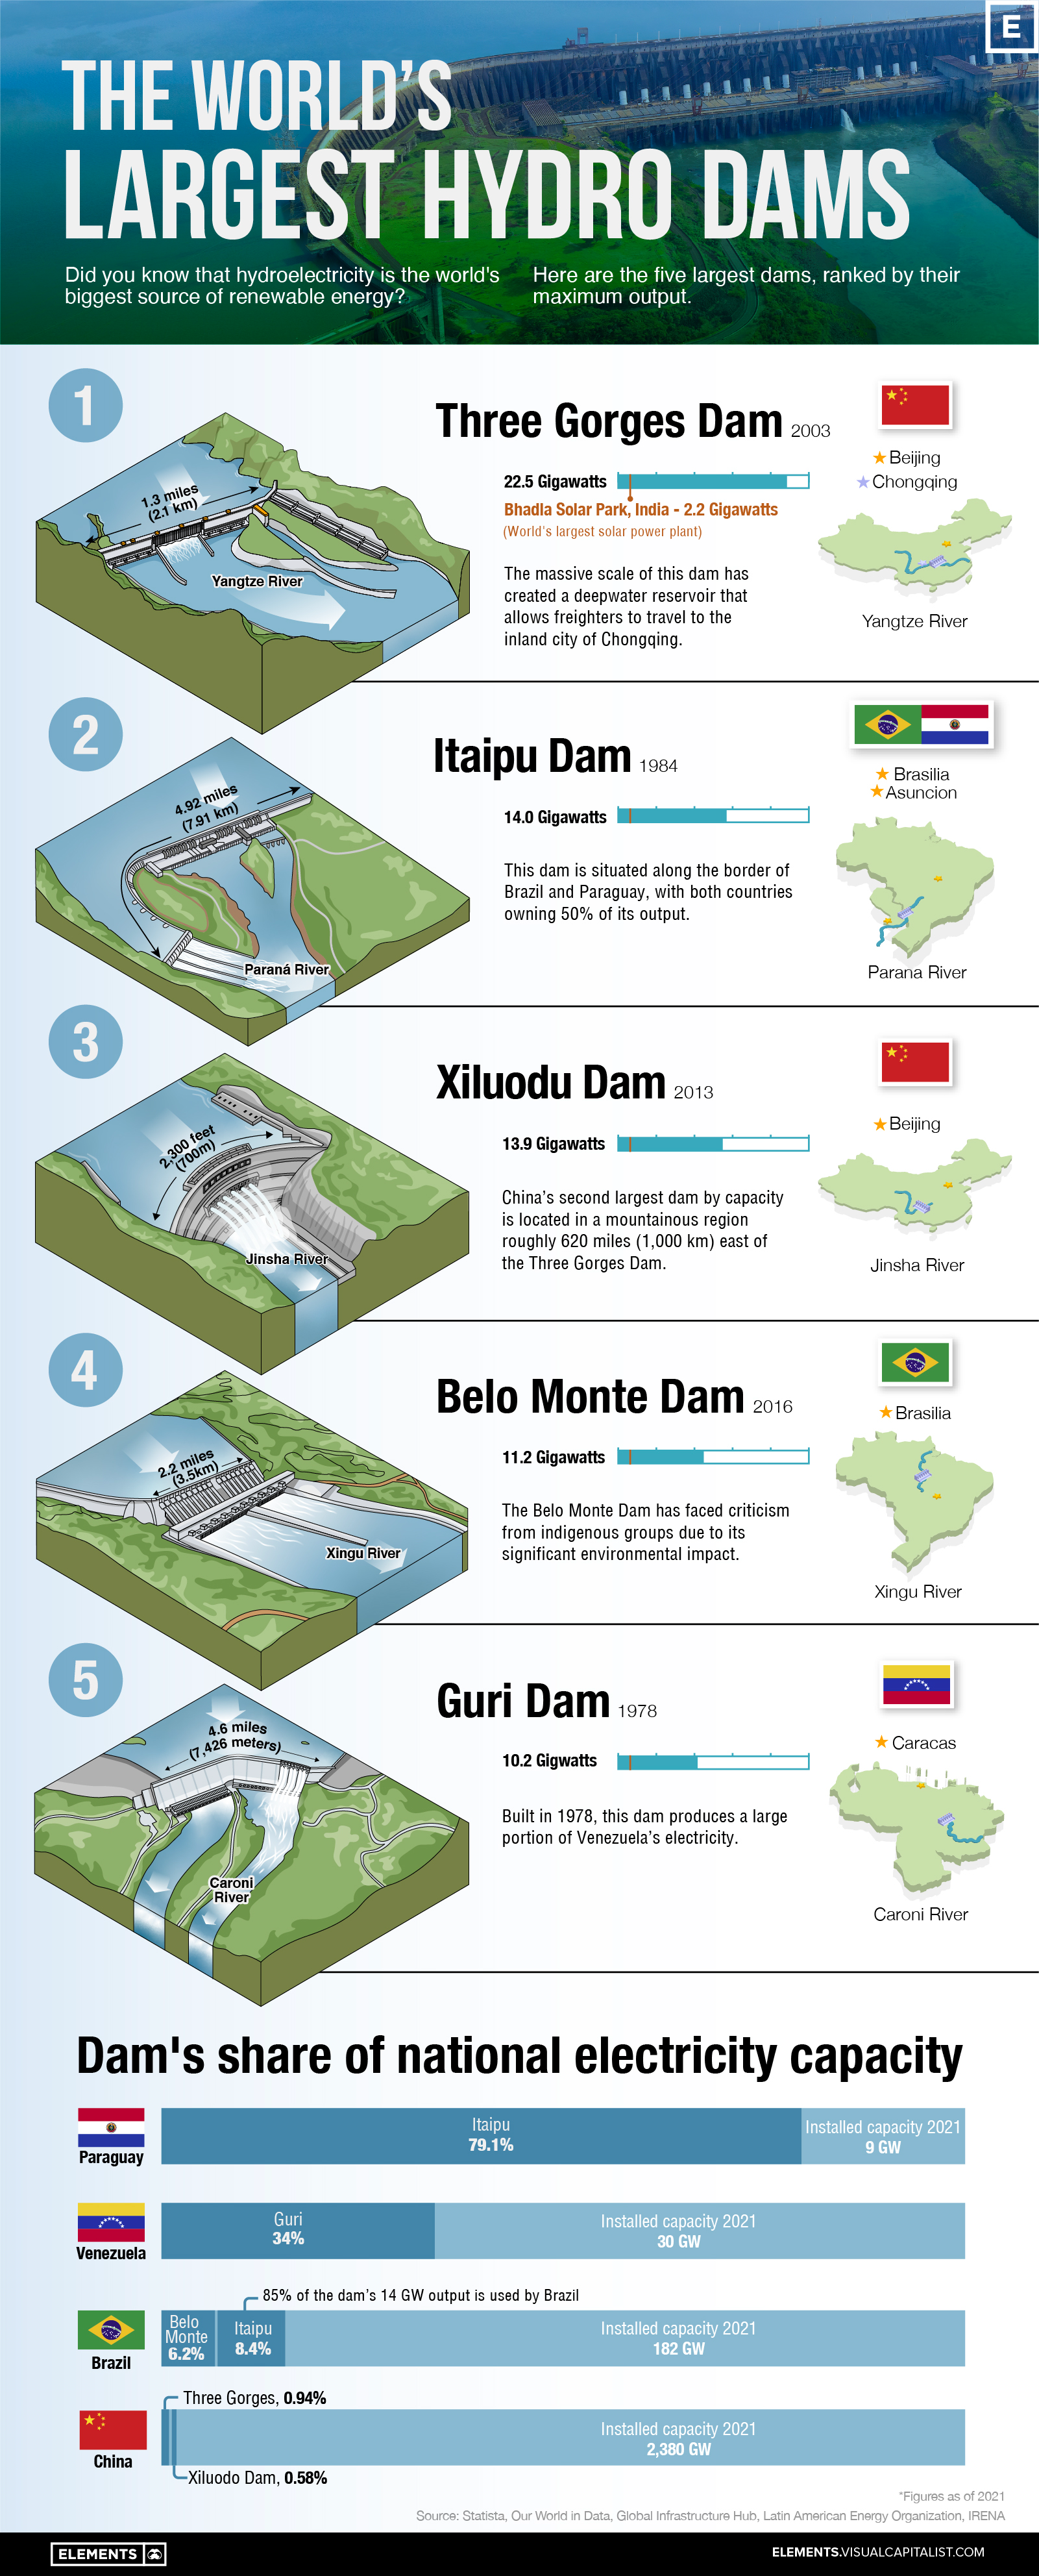 E
THE WORLD'S
LARGEST HYDRO DAMS
Did you know that hydroelectricity is the world's
biggest source of renewable energy?
Here are the five largest dams, ranked by their
maximum output.
1
Three Gorges Dam 2003
22.5 Gigawatts
Bhadla Solar Park, India - 2.2 Gigawatts
(World's largest solar power plant)
The massive scale of this dam has
created a deepwater reservoir that
allows freighters to travel to the
inland city of Chongqing.
1.3 miles
(2.1 km)
Yangtze River
Beijing
Chongqing
Yangtze River
2
Itaipu Dam 1984
14.0 Gigawatts
This dam is situated along the border of
Brazil and Paraguay, with both countries
owning 50% of its output.
4.92 miles
(7.91 km)
Paraná River
Brasilia
Asuncion
Parana River
3
Xiluodu Dam 2013
13.9 Gigawatts
China's second largest dam by capacity
is located in a mountainous region
roughly 620 miles (1,000 km) east of
the Three Gorges Dam.
2,300 feet
(700m)
Jinsha River
Beijing
Jinsha River
4
Belo Monte Dam 2016
11.2 Gigawatts
The Belo Monte Dam has faced criticism
from indigenous groups due to its
significant environmental impact.
2.2 miles
(3.5km)
Xingu River
Brasilia
Xingu River
5
Guri Dam 1978
10.2 Gigwatts
Built in 1978, this dam produces a large
portion of Venezuela's electricity.
4.6 miles
(7,426 meters)
Caroni
River
Caracas
Caroni River
Dam's share of national electricity capacity
Paraguay
Itaipu
79.1%
Installed capacity 2021
9 GW
Venezuela
Guri
34%
Installed capacity 2021
30 GW
85% of the dam's 14 GW output is used by Brazil
Brazil
Belo
Monte
6.2%
Itaipu
8.4%
Installed capacity 2021
182 GW
Three Gorges, 0.94%
China
Installed capacity 2021
2,380 GW
Xiluodo Dam, 0.58%
*Figures as of 2021
Source: Statista, Our World in Data, Global Infrastructure Hub, Latin American Energy Organization, IRENA
ELEMENTS
ELEMENTS.VISUALCAPITALIST.COM